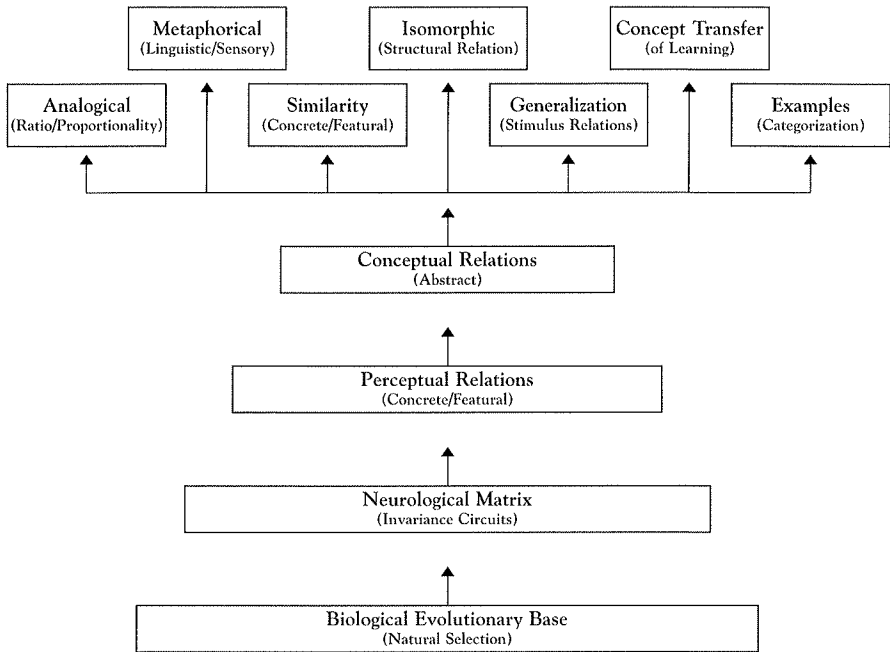 Metaphorical
(Linguistic/Sensory)
Isomorphic
(Structural Relation)
Concept Transfer
(of Learning)
Analogical
(Ratio/Proportionality)
Similarity
(Concrete/Featural)
Generalization
(Stimulus Relations)
Examples
(Categorization)
Conceptual Relations
(Abstract)
Perceptual Relations
(Concrete/Featural)
Neurological Matrix
(Invariance Circuits)
Biological Evolutionary Base
(Natural Selection)